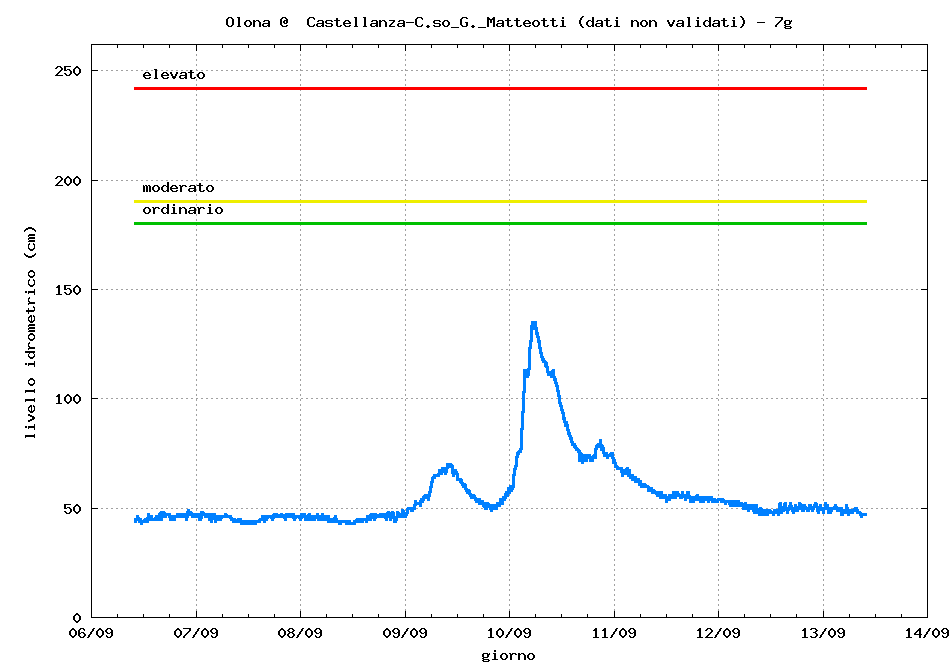 Olona @  Castellanza-C.so_G._Matteotti (dati non validati) - 7g
250
elevato
200
moderato
ordinario
livello idrometrico (cm)
150
100
50
0
06/09 07/09 08/09 09/09 10/09 11/09 12/09 13/09 14/09
giorno